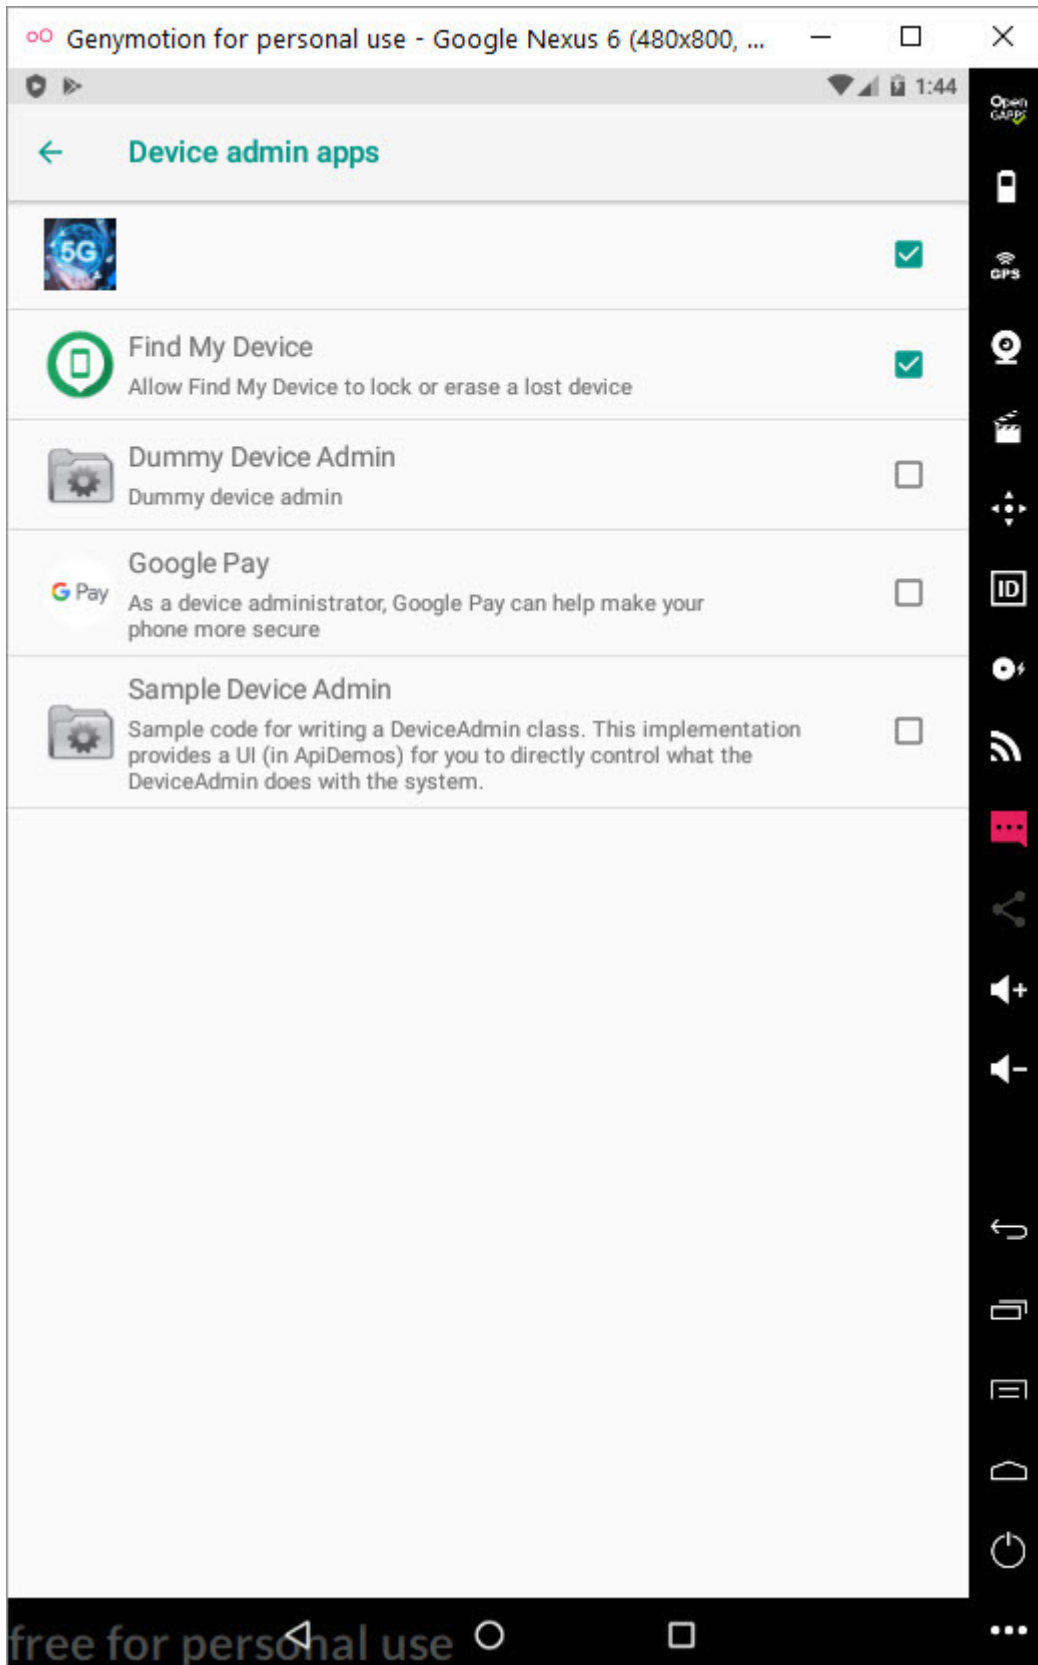 Genymotion for personal use - Google Nexus 6 (480x800, ...
1:44
Open
GAPPS
Device admin apps
5G
GPS
Find My Device
Allow Find My Device to lock or erase a lost device
Dummy Device Admin
Dummy device admin
ID
Google Pay
G Pay
As a device administrator, Google Pay can help make your
phone more secure
Sample Device Admin
Sample code for writing a DeviceAdmin class. This implementation
provides a UI (in ApiDemos) for you to directly control what the
DeviceAdmin does with the system.
free for personal use